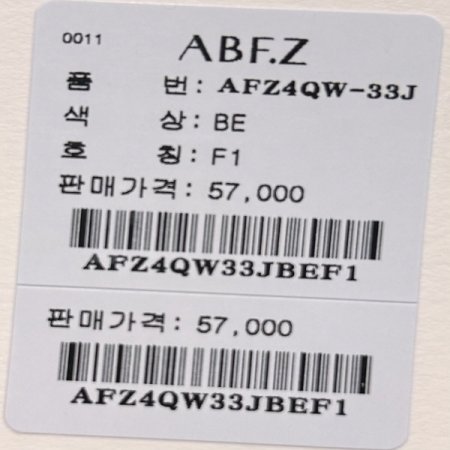 0011
ABF.Z
품 번: AFZ4QW-33J
색 상: BE
호 칭: F1
판매가격: 57,000
AFZ4QW33JBEF1
판매가격: 57,000
AFZ4QW33JBEF1